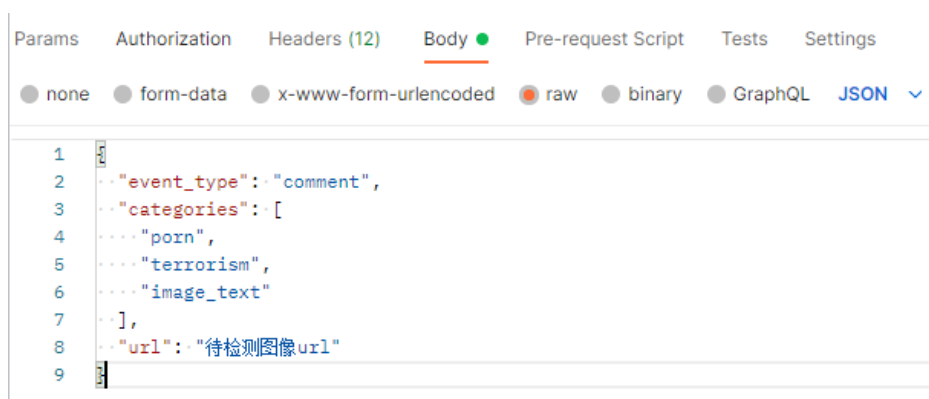 Params Authorization Headers (12) Body Pre-request Script Tests Settings
none form-data x-www-form-urlencoded raw binary GraphQL JSON
1 {
2 "event_type": "comment",
3 "categories": [
4 "porn",
5 "terrorism",
6 "image_text"
7 ],
8 "url": "待检测图像url"
9 }